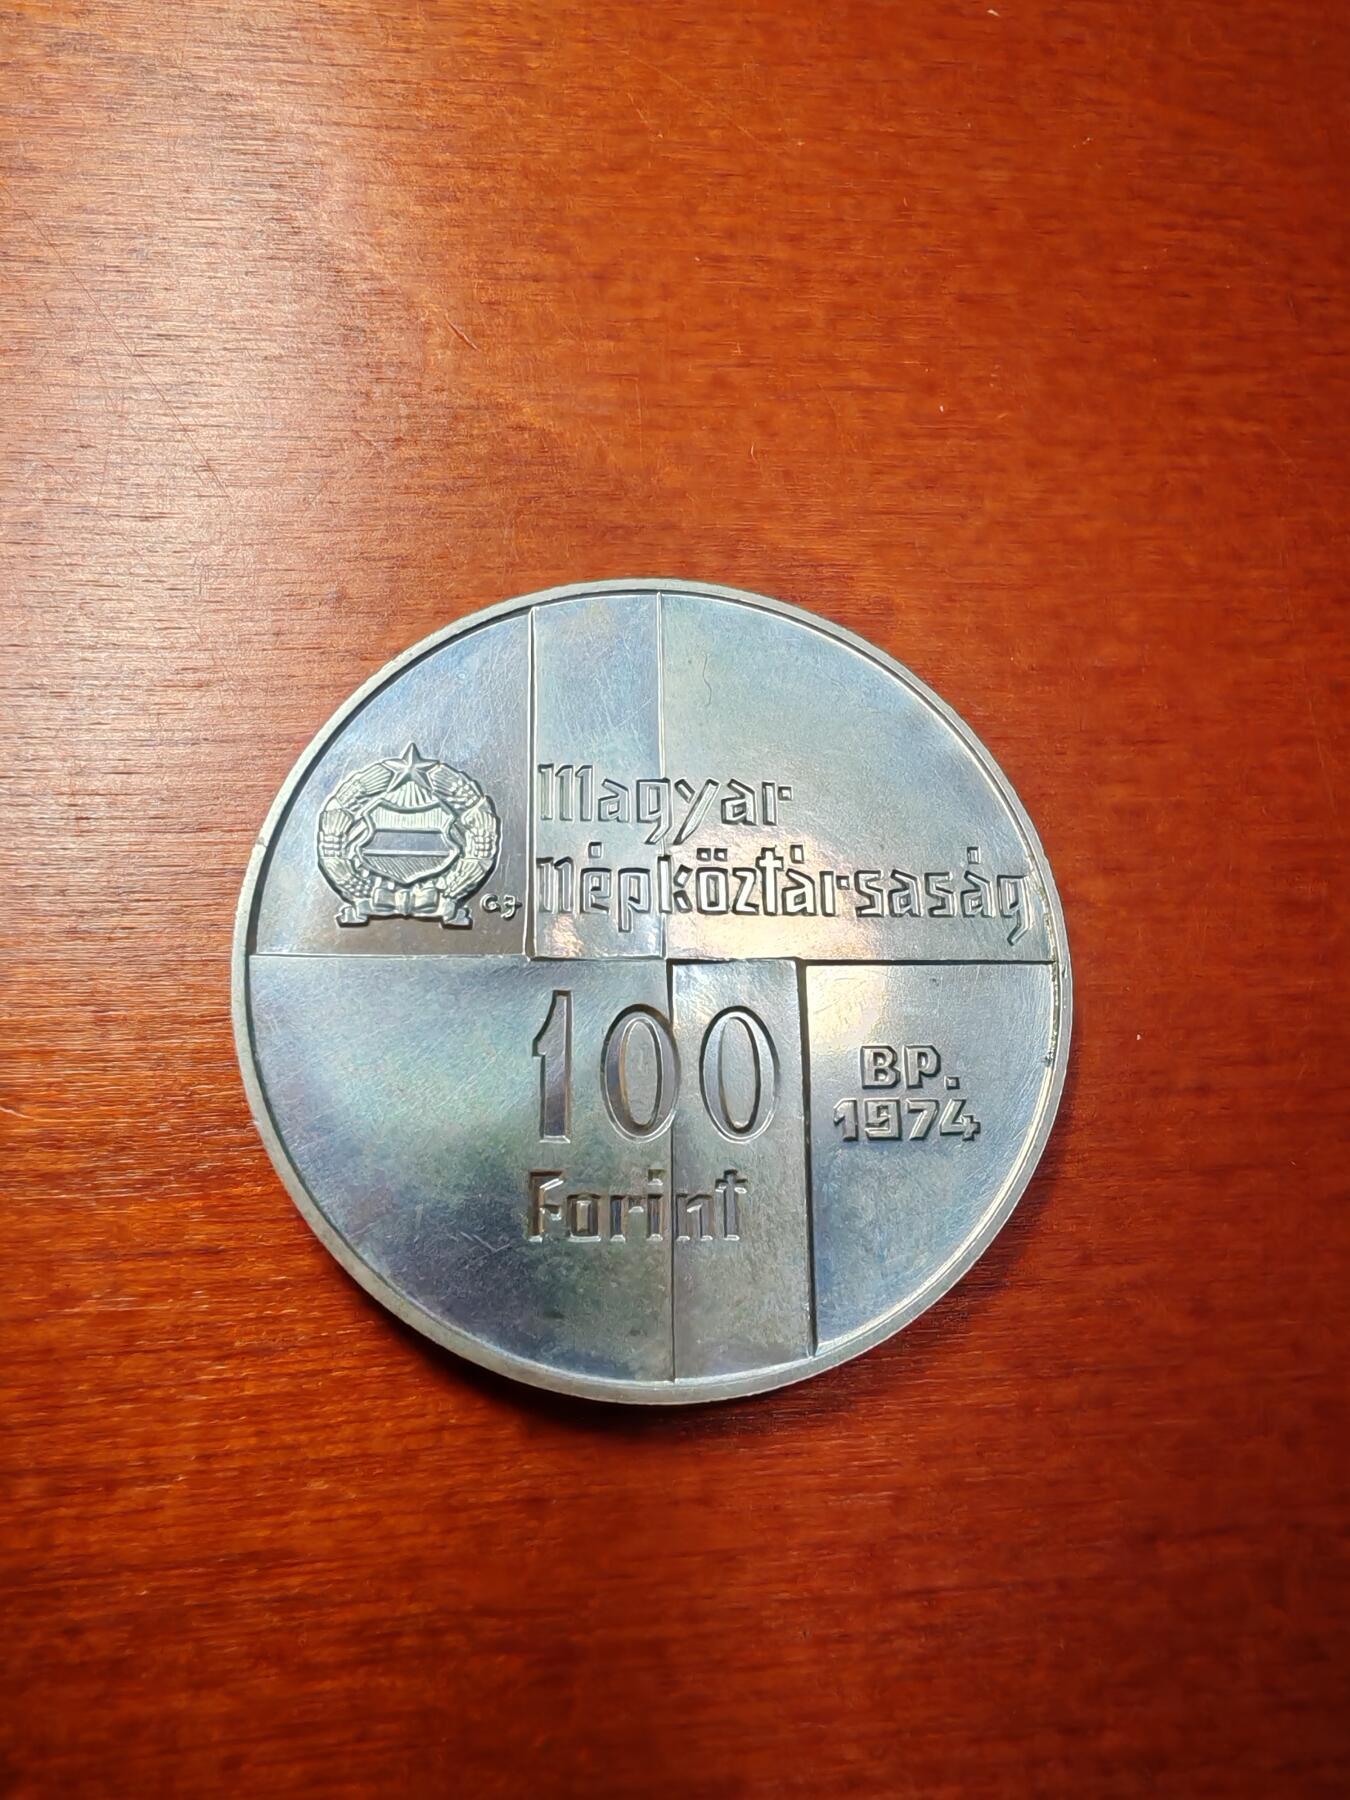 Magyar
népköztársaság
100
Forint
BP.
1974